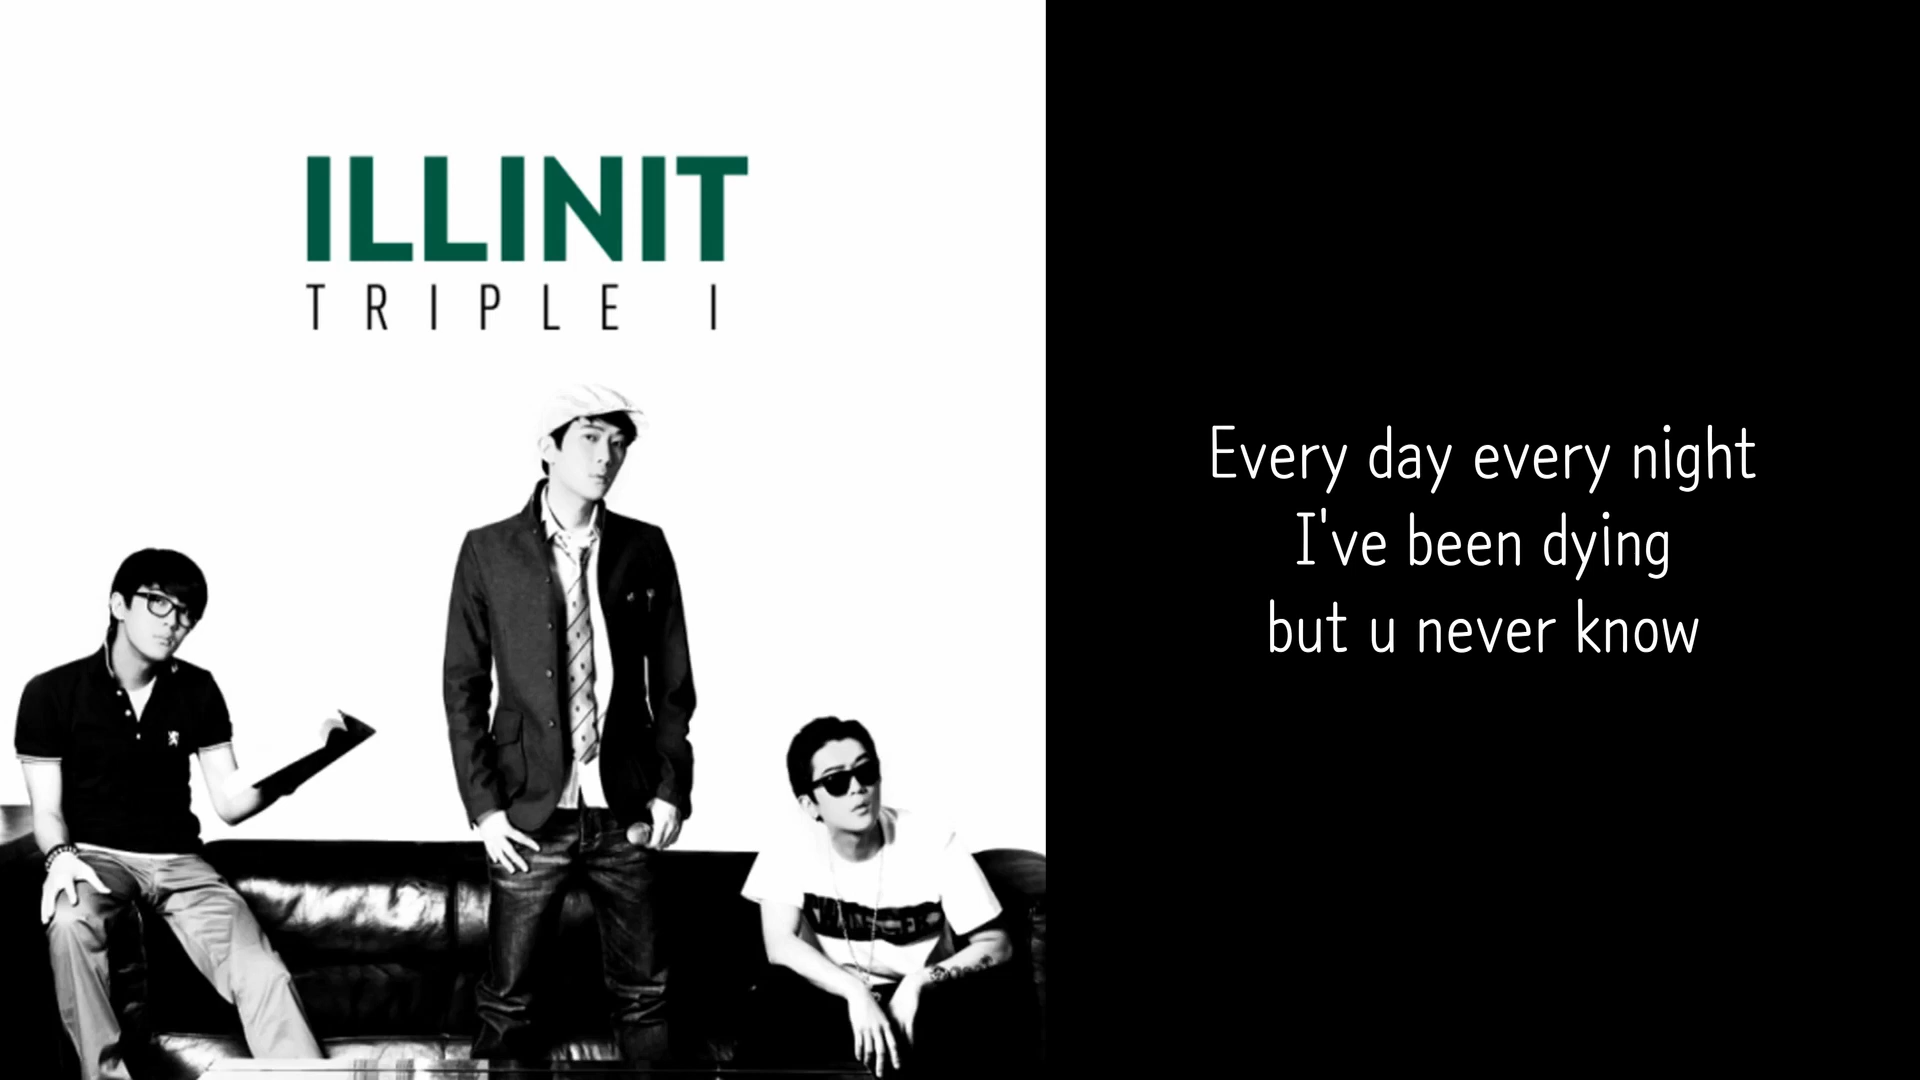 ILLINIT
TRIPLE I
Every day every night
I've been dying
but u never know